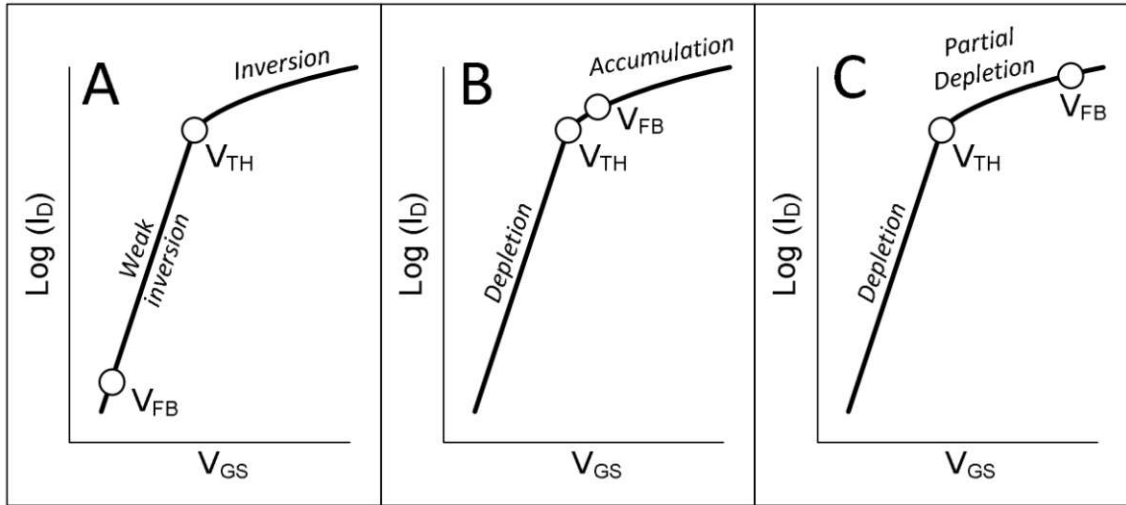 A
Inversion
V_TH
Weak
inversion
V_FB
Log (I_D)
V_GS
B
Accumulation
V_FB
V_TH
Depletion
Log (I_D)
V_GS
C
Partial
Depletion
V_FB
V_TH
Depletion
Log (I_D)
V_GS